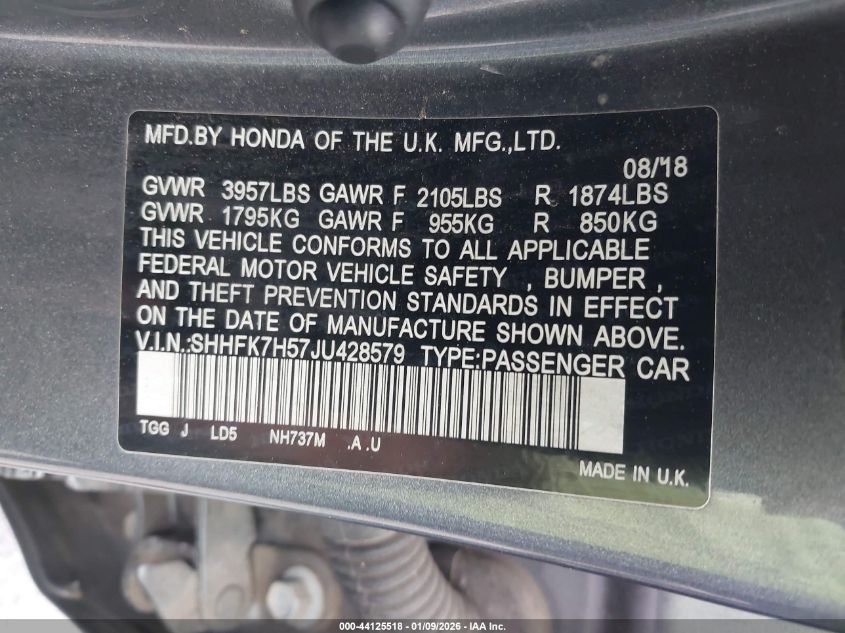 MFD.BY HONDA OF THE U.K. MFG.,LTD.
08/18
GVWR 3957LBS GAWR F 2105LBS R 1874LBS
GVWR 1795KG GAWR F 955KG R 850KG
THIS VEHICLE CONFORMS TO ALL APPLICABLE
FEDERAL MOTOR VEHICLE SAFETY , BUMPER ,
AND THEFT PREVENTION STANDARDS IN EFFECT
ON THE DATE OF MANUFACTURE SHOWN ABOVE.
V.I.N.:SHHFK7H57JU428579 TYPE:PASSENGER CAR
TGG J LD5 NH737M .A .U
MADE IN U.K.
000-44125518 | 01/09/2026 - © IAA Inc.